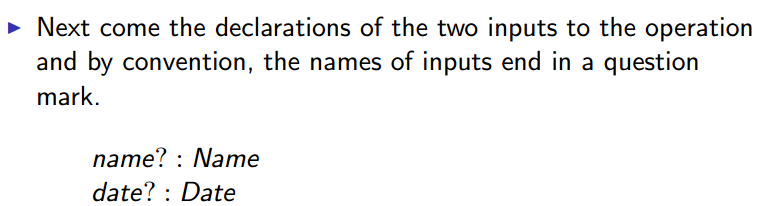 ▶ Next come the declarations of the two inputs to the operation
and by convention, the names of inputs end in a question
mark.
name? : Name
date? : Date